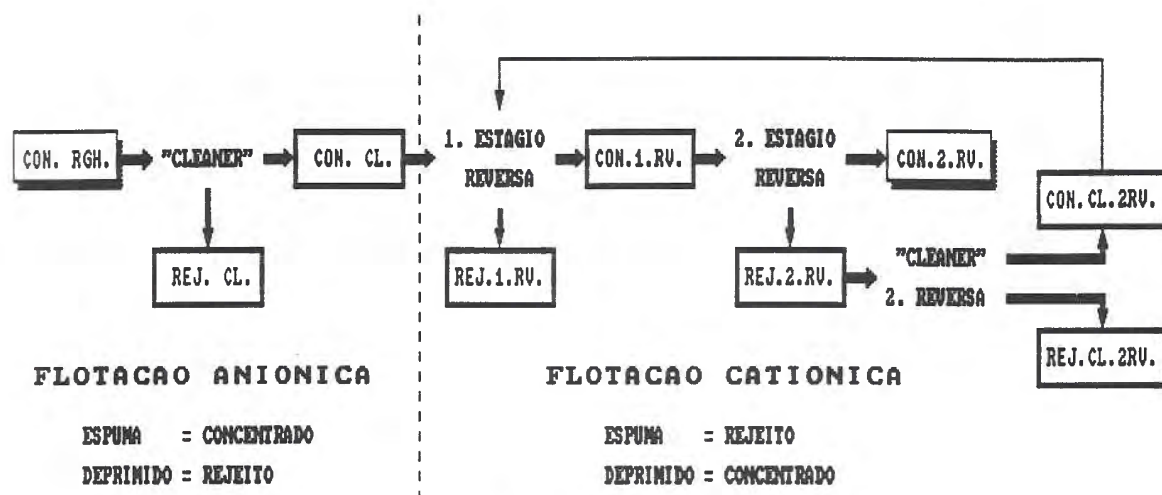 CON. RGH.
"CLEANER"
CON. CL.
REJ. CL.
1. ESTAGIO
REVERSA
CON.1.RV.
2. ESTAGIO
REVERSA
CON.2.RV.
REJ.1.RV.
REJ.2.RV.
"CLEANER"
2. REVERSA
CON.CL.2RV.
REJ.CL.2RV.
FLOTACAO ANIONICA
ESPUMA = CONCENTRADO
DEPRIMIDO = REJEITO
FLOTACAO CATIONICA
ESPUMA = REJEITO
DEPRIMIDO = CONCENTRADO